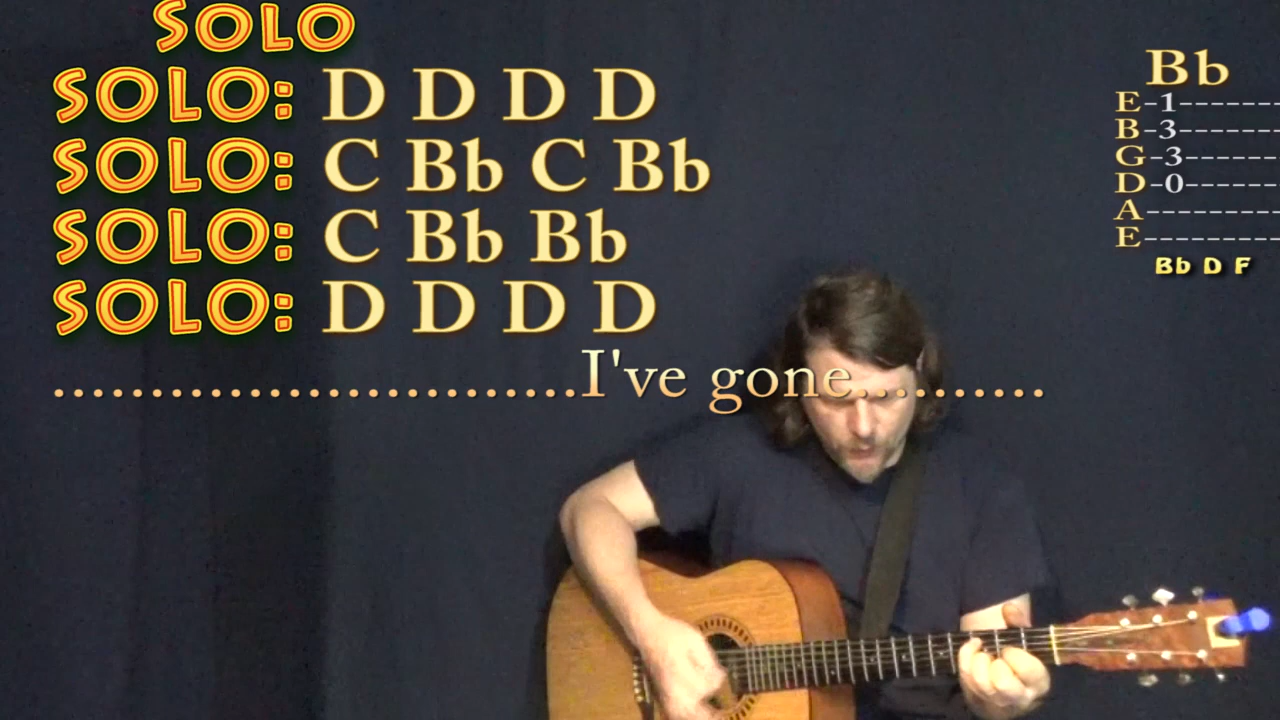 SOLO
SOLO: D D D D
SOLO: C Bb C Bb
SOLO: C Bb Bb
SOLO: D D D D
...........................I've gone..........
Bb
E-1-------
B-3-------
G-3-------
D-0-------
A--------
E--------
Bb D F